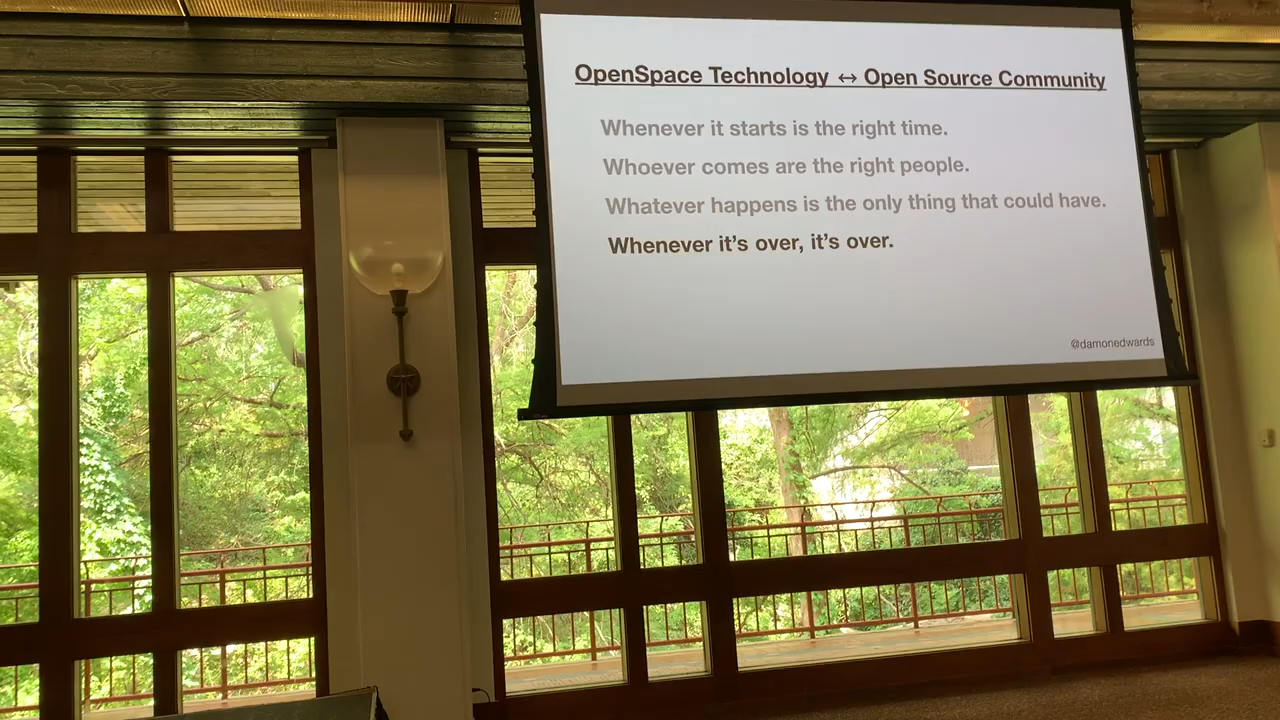 OpenSpace Technology ↔ Open Source Community
Whenever it starts is the right time.
Whoever comes are the right people.
Whatever happens is the only thing that could have.
Whenever it's over, it's over.
@damonedwards